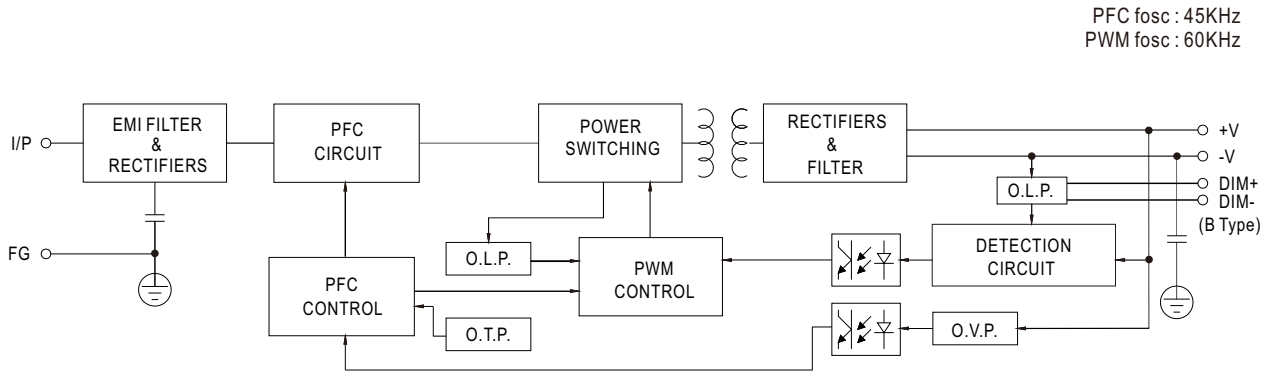 PFC fosc : 45KHz
PWM fosc : 60KHz
I/P
EMI FILTER
&
RECTIFIERS
PFC
CIRCUIT
POWER
SWITCHING
RECTIFIERS
&
FILTER
+V
-V
DIM+
DIM-
(B Type)
O.L.P.
FG
O.L.P.
PFC
CONTROL
PWM
CONTROL
DETECTION
CIRCUIT
O.T.P.
O.V.P.